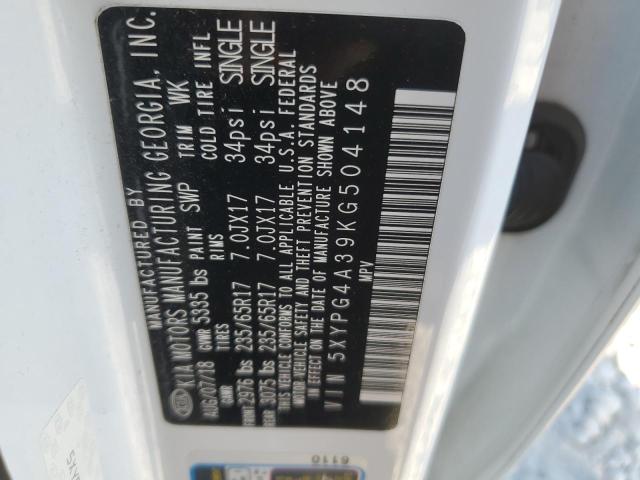 MANUFACTURED BY
KIA MOTORS MANUFACTURING GEORGIA, INC.
AUG/07/18 GVWR 5335 lbs PAINT SWP TRIM WK
GAWR TIRES RIMS COLD TIRE INFL
FRONT 2976 lbs 235/65R17 7.0JX17 34psi SINGLE
REAR 3075 lbs 235/65R17 7.0JX17 34psi SINGLE
THIS VEHICLE CONFORMS TO ALL APPLICABLE U.S.A. FEDERAL
MOTOR-VEHICLE SAFETY AND THEFT PREVENTION STANDARDS
IN EFFECT ON THE DATE OF MANUFACTURE SHOWN ABOVE
VIN 5XYPG4A39KG504148
MPV
6110